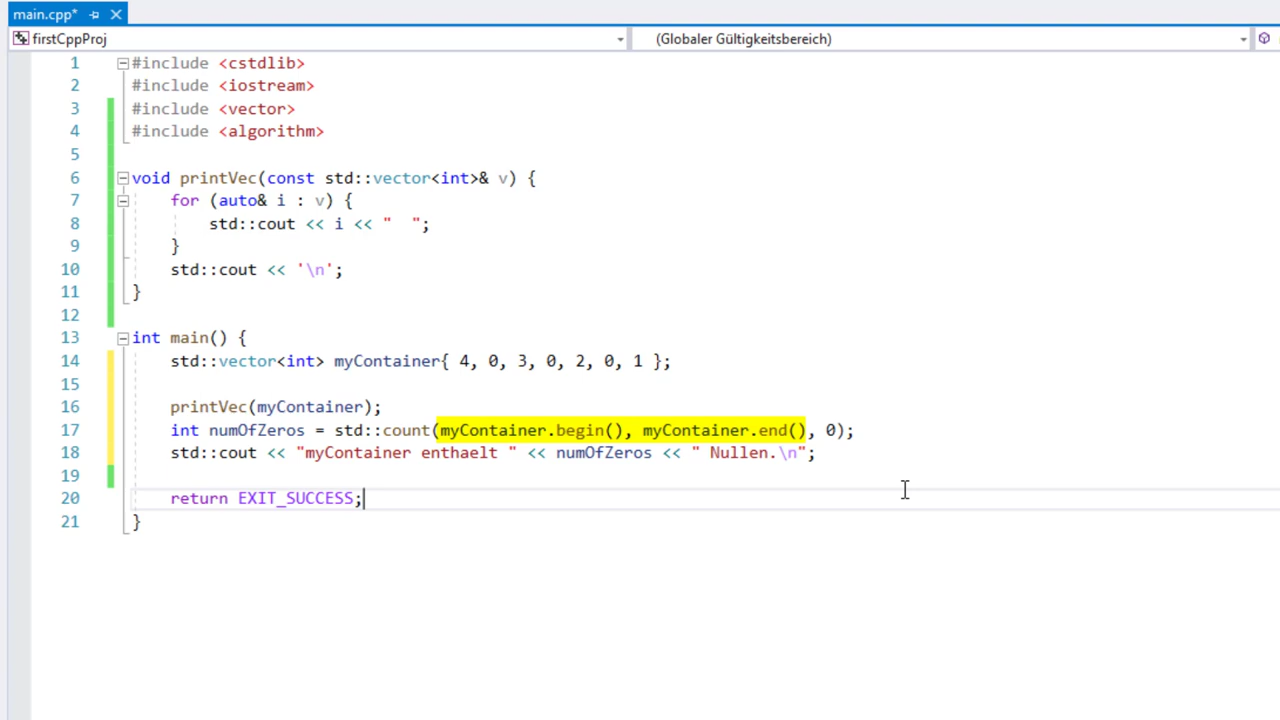 main.cpp*
firstCppProj (Globaler Gültigkeitsbereich)
1 #include <cstdlib>
2 #include <iostream>
3 #include <vector>
4 #include <algorithm>
5
6 void printVec(const std::vector<int>& v) {
7 for (auto& i : v) {
8 std::cout << i << "  ";
9 }
10 std::cout << '\n';
11 }
12
13 int main() {
14 std::vector<int> myContainer{ 4, 0, 3, 0, 2, 0, 1 };
15
16 printVec(myContainer);
17 int numOfZeros = std::count(myContainer.begin(), myContainer.end(), 0);
18 std::cout << "myContainer enthaelt " << numOfZeros << " Nullen.\n";
19
20 return EXIT_SUCCESS;
21 }